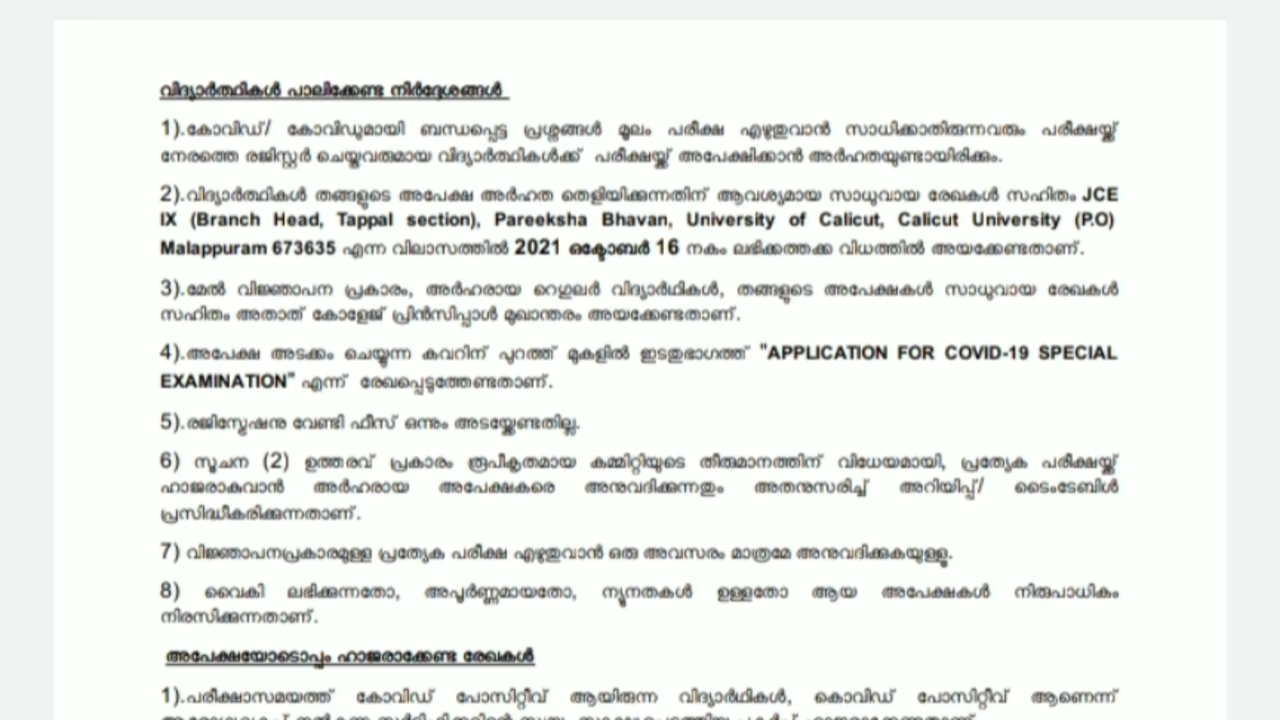 വിദ്യാർത്ഥികൾ പാലിക്കേണ്ട നിർദ്ദേശങ്ങൾ
1).കോവിഡ്/ കോവിഡുമായി ബന്ധപ്പെട്ട പ്രശ്നങ്ങൾ മൂലം പരീക്ഷ എഴുതുവാൻ സാധിക്കാതിരുന്നവരും പരീക്ഷയ്ക്ക്
നേരത്തെ രജിസ്റ്റർ ചെയ്തവരുമായ വിദ്യാർത്ഥികൾക്ക് പരീക്ഷയ്ക്ക് അപേക്ഷിക്കാൻ അർഹതയുണ്ടായിരിക്കും.
2).വിദ്യാർത്ഥികൾ തങ്ങളുടെ അപേക്ഷ അർഹത തെളിയിക്കുന്നതിന് ആവശ്യമായ സാധുവായ രേഖകൾ സഹിതം JCE
IX (Branch Head, Tappal section), Pareeksha Bhavan, University of Calicut, Calicut University (P.O)
Malappuram 673635 എന്ന വിലാസത്തിൽ 2021 ഒക്ടോബർ 16 നകം ലഭിക്കത്തക്ക വിധത്തിൽ അയക്കേണ്ടതാണ്.
3).മേൽ വിജ്ഞാപന പ്രകാരം, അർഹരായ റെഗുലർ വിദ്യാർഥികൾ, തങ്ങളുടെ അപേക്ഷകൾ സാധുവായ രേഖകൾ
സഹിതം അതാത് കോളേജ് പ്രിൻസിപ്പാൾ മുഖാന്തരം അയക്കേണ്ടതാണ്.
4).അപേക്ഷ അടക്കം ചെയ്യുന്ന കവറിന് പുറത്ത് മുകളിൽ ഇടതുഭാഗത്ത് "APPLICATION FOR COVID-19 SPECIAL
EXAMINATION" എന്ന് രേഖപ്പെടുത്തേണ്ടതാണ്.
5).രജിസ്ട്രേഷനു വേണ്ടി ഫീസ് ഒന്നും അടയ്ക്കേണ്ടതില്ല.
6) സൂചന (2) ഉത്തരവ് പ്രകാരം രൂപീകൃതമായ കമ്മിറ്റിയുടെ തീരുമാനത്തിന് വിധേയമായി, പ്രത്യേക പരീക്ഷയ്ക്ക്
ഹാജരാകുവാൻ അർഹരായ അപേക്ഷകരെ അനുവദിക്കുന്നതും അതനുസരിച്ച് അറിയിപ്പ്/ ടൈംടേബിൾ
പ്രസിദ്ധീകരിക്കുന്നതാണ്.
7) വിജ്ഞാപനപ്രകാരമുള്ള പ്രത്യേക പരീക്ഷ എഴുതുവാൻ ഒരു അവസരം മാത്രമേ അനുവദിക്കുകയുള്ളൂ.
8) വൈകി ലഭിക്കുന്നതോ, അപൂർണ്ണമായതോ, ന്യൂനതകൾ ഉള്ളതോ ആയ അപേക്ഷകൾ നിരുപാധികം
നിരസിക്കുന്നതാണ്.
അപേക്ഷയോടൊപ്പം ഹാജരാക്കേണ്ട രേഖകൾ
1).പരീക്ഷാസമയത്ത് കോവിഡ് പോസിറ്റീവ് ആയിരുന്ന വിദ്യാർഥികൾ, കൊവിഡ് പോസിറ്റീവ് ആണെന്ന്